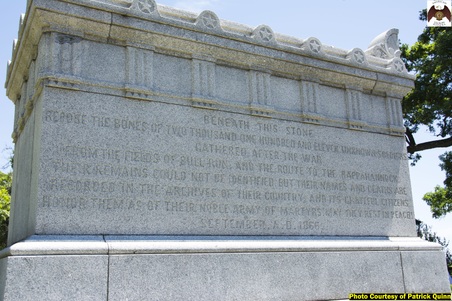 BENEATH THIS STONE
REPOSE THE BONES OF TWO THOUSAND ONE HUNDRED AND ELEVEN UNKNOWN SOLDIERS
GATHERED AFTER THE WAR
FROM THE FIELDS OF BULL RUN, AND THE ROUTE TO THE RAPPAHANNOCK,
THEIR REMAINS COULD NOT BE IDENTIFIED BUT THEIR NAMES AND DEATHS ARE
RECORDED IN THE ARCHIVES OF THEIR COUNTRY; AND ITS GRATEFUL CITIZENS
HONOR THEM AS OF THEIR NOBLE ARMY OF MARTYRS. MAY THEY REST IN PEACE
SEPTEMBER, A. D. 1866.
Photo Courtesy of Patrick Quinn